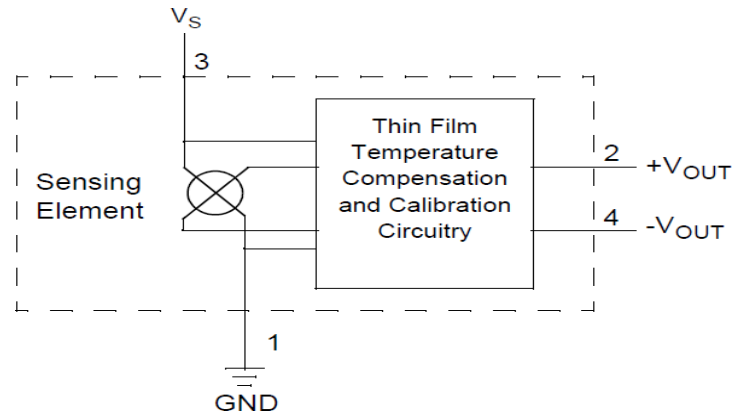 VS
3
Thin Film
Temperature
Compensation
and Calibration
Circuitry
Sensing
Element
2
+VOUT
4
-VOUT
1
GND